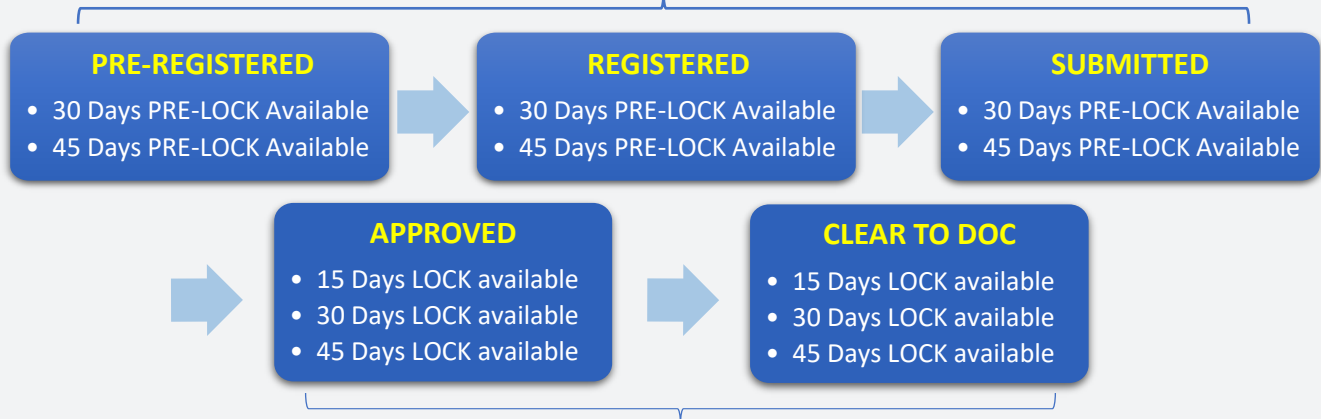 PRE-REGISTERED
• 30 Days PRE-LOCK Available
• 45 Days PRE-LOCK Available
REGISTERED
• 30 Days PRE-LOCK Available
• 45 Days PRE-LOCK Available
SUBMITTED
• 30 Days PRE-LOCK Available
• 45 Days PRE-LOCK Available
APPROVED
• 15 Days LOCK available
• 30 Days LOCK available
• 45 Days LOCK available
CLEAR TO DOC
• 15 Days LOCK available
• 30 Days LOCK available
• 45 Days LOCK available